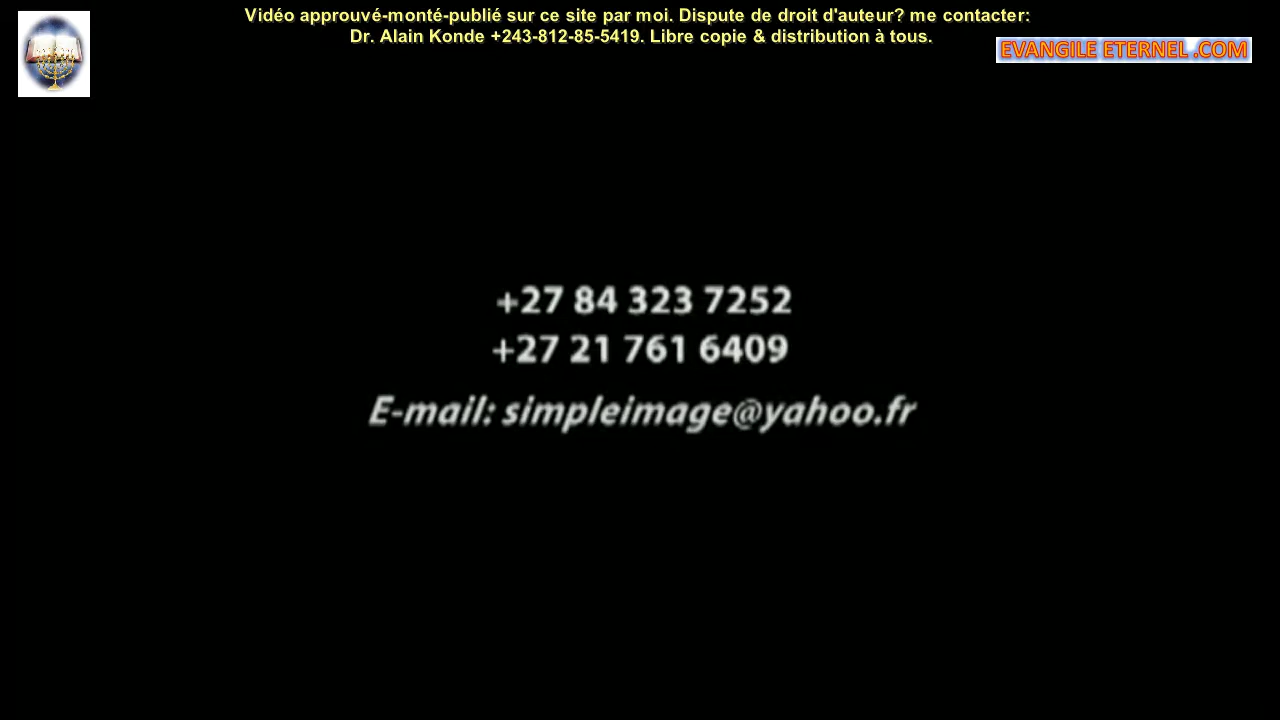 Vidéo approuvé-monté-publié sur ce site par moi. Dispute de droit d'auteur? me contacter:
Dr. Alain Konde +243-812-85-5419. Libre copie & distribution à tous.
EVANGILE ETERNEL .COM
+27 84 323 7252
+27 21 761 6409
E-mail: simpleimage@yahoo.fr